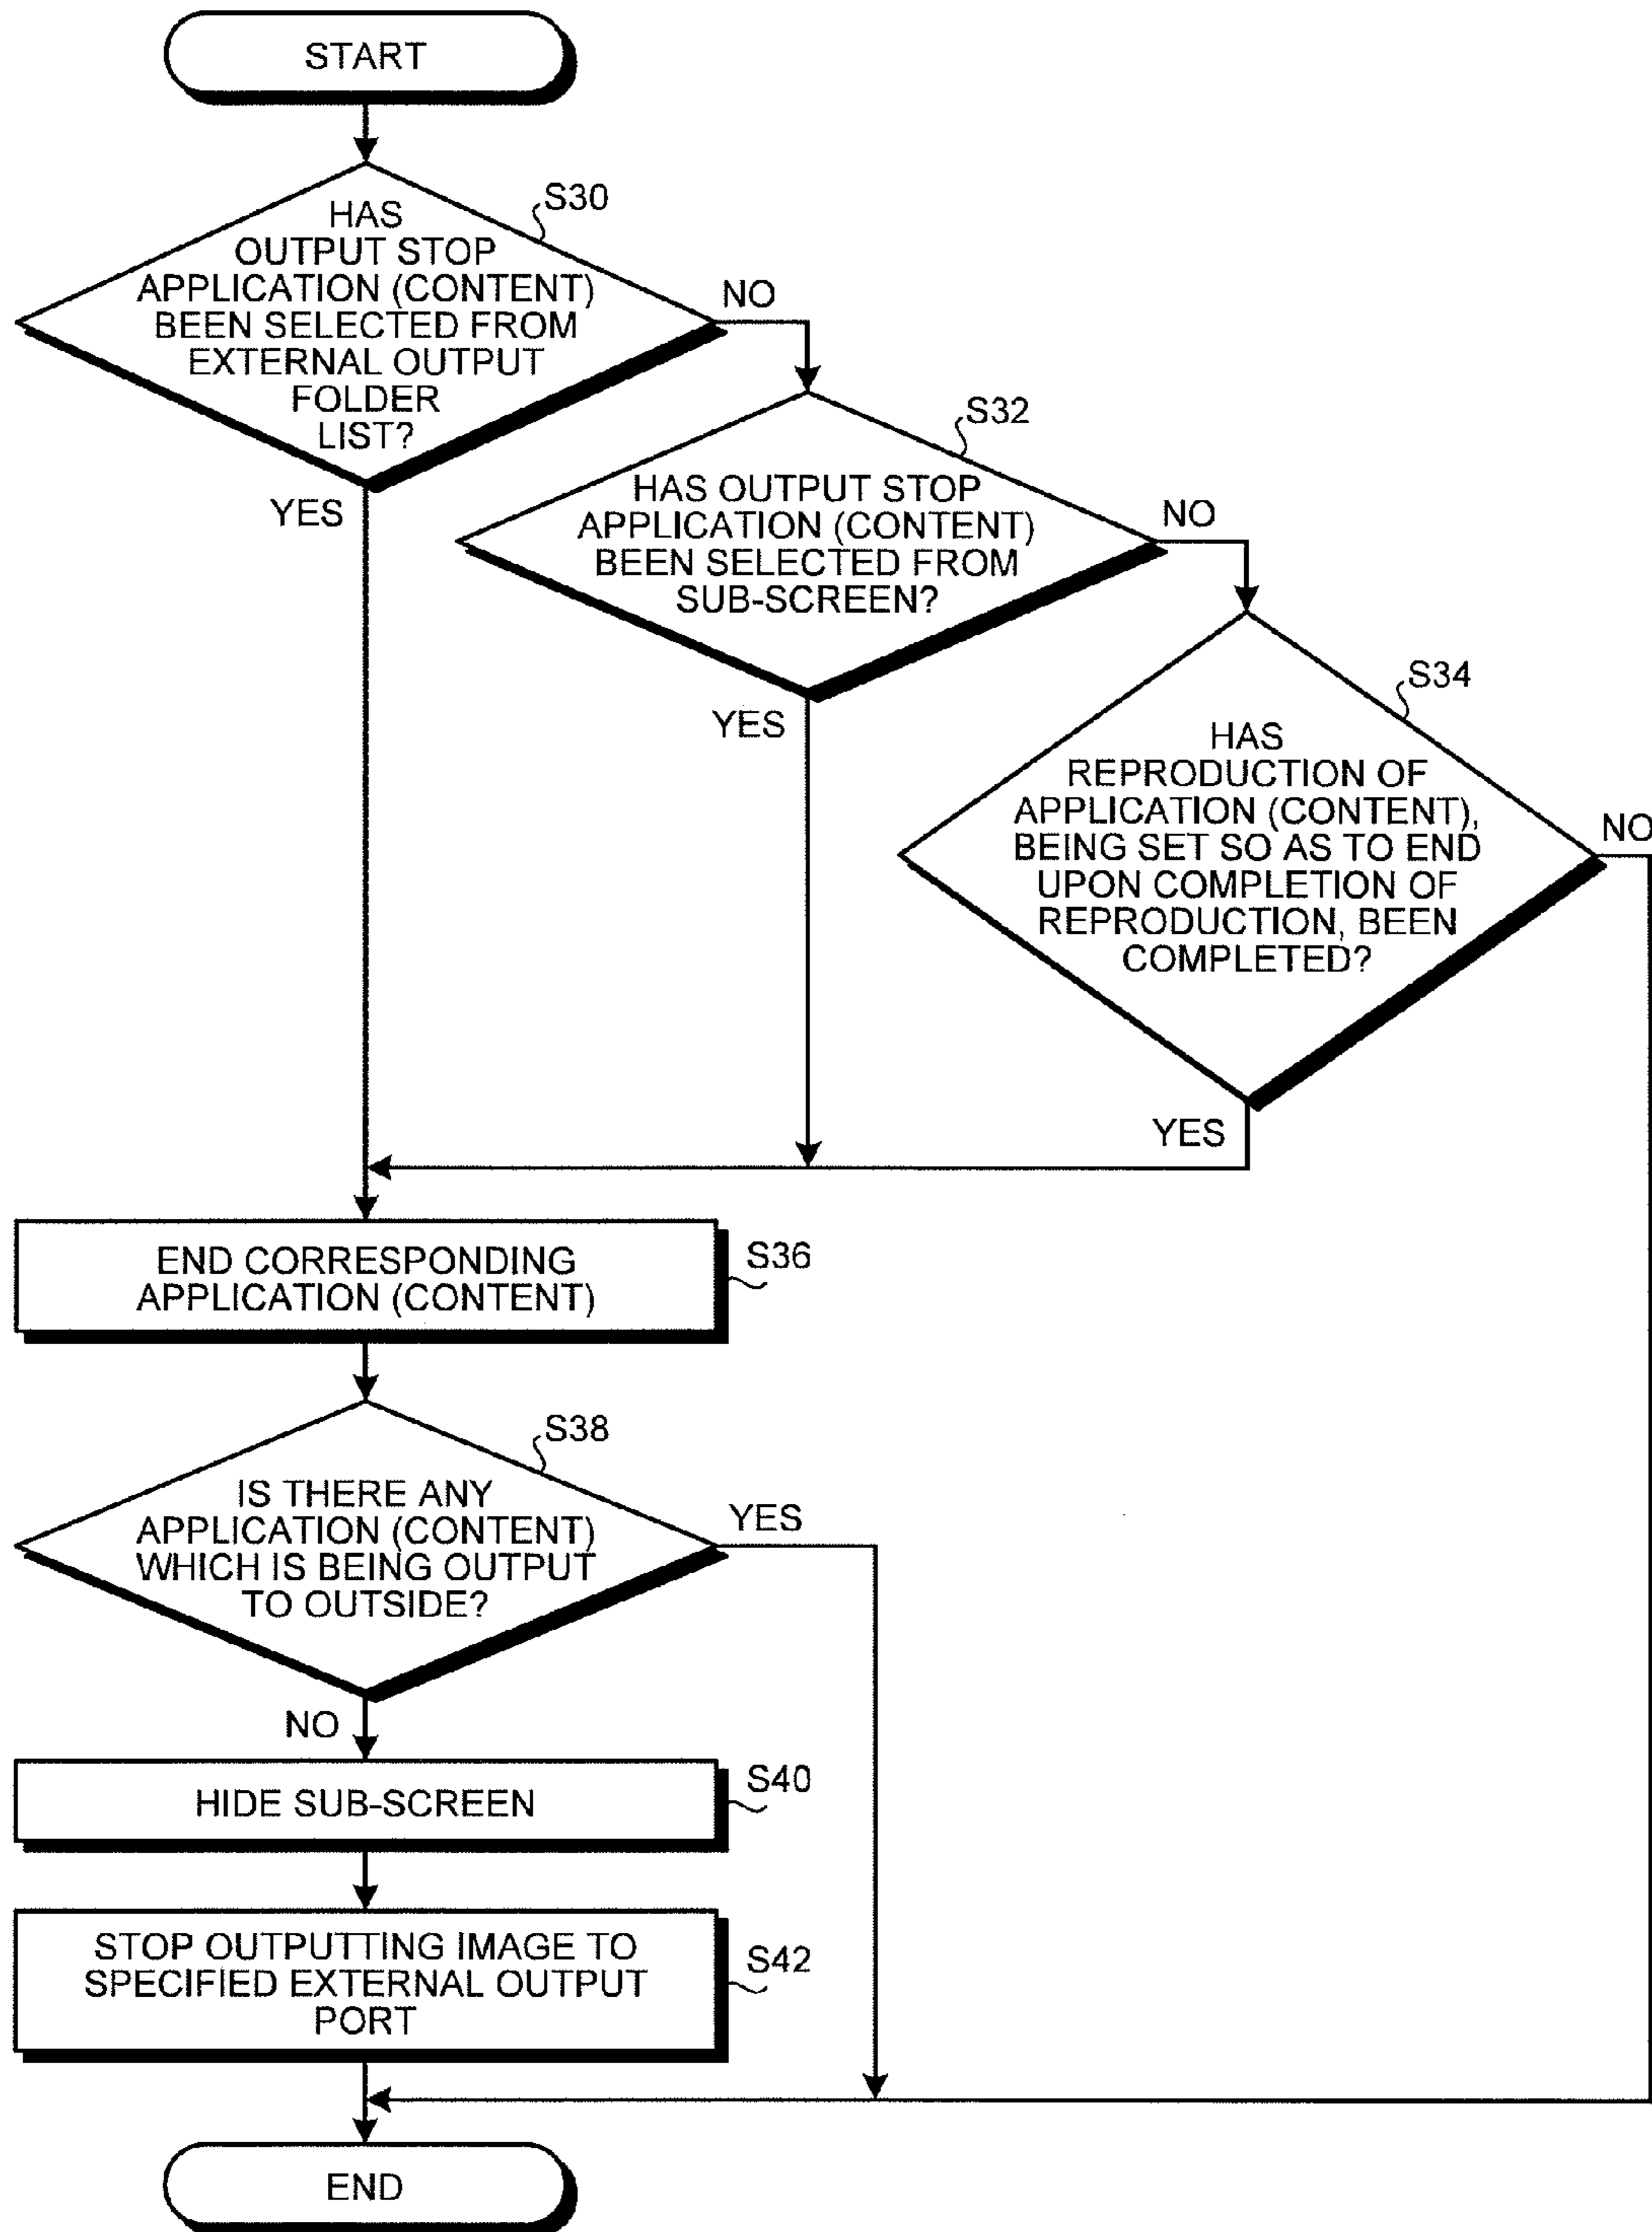 START
S30
HAS
OUTPUT STOP
APPLICATION (CONTENT)
BEEN SELECTED FROM
EXTERNAL OUTPUT
FOLDER
LIST?
NO
YES
S32
HAS OUTPUT STOP
APPLICATION (CONTENT)
BEEN SELECTED FROM
SUB-SCREEN?
NO
YES
S34
HAS
REPRODUCTION OF
APPLICATION (CONTENT),
BEING SET SO AS TO END
UPON COMPLETION OF
REPRODUCTION, BEEN
COMPLETED?
NO
YES
END CORRESPONDING
APPLICATION (CONTENT)
S36
S38
IS THERE ANY
APPLICATION (CONTENT)
WHICH IS BEING OUTPUT
TO OUTSIDE?
YES
NO
HIDE SUB-SCREEN
S40
STOP OUTPUTTING IMAGE TO
SPECIFIED EXTERNAL OUTPUT
PORT
S42
END